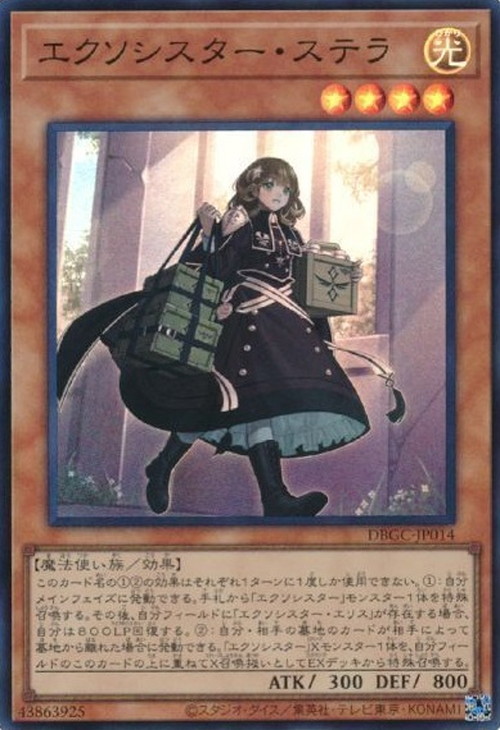 エクソシスター・ステラ
光
DBGC-JP014
【魔法使い族／効果】
このカード名の①②の効果はそれぞれ1ターンに1度しか使用できない。①：自分
メインフェイズに発動できる。手札から「エクソシスター」モンスター1体を特殊
召喚する。その後、自分フィールドに「エクソシスター・エリス」が存在する場合、
自分は800LP回復する。②：自分・相手の墓地のカードが相手によって
墓地から離れた場合に発動できる。「エクソシスター」Xモンスター1体を、自分フィー
ルドのこのカードの上に重ねてX召喚扱いとしてEXデッキから特殊召喚する。
ATK/ 300 DEF/ 800
43863925
©スタジオ・ダイス／集英社・テレビ東京・KONAMI